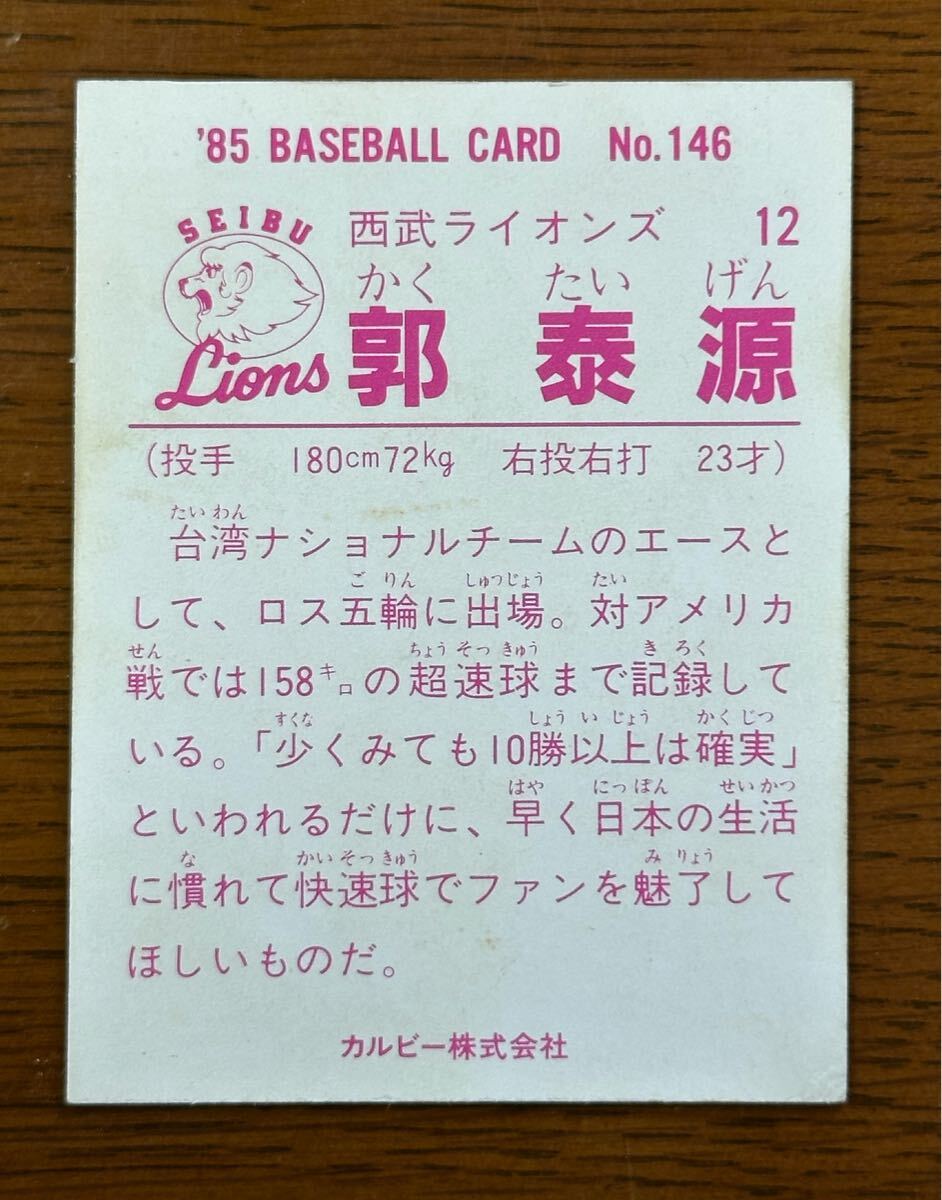 '85 BASEBALL CARD No.146
SEIBU
Lions
西武ライオンズ 12
かく たい げん
郭 泰 源
(投手 180cm72kg 右投右打 23才)
たいわん
台湾ナショナルチームのエースと
ご りん しゅつじょう たい
して、ロス五輪に出場。対アメリカ
せん ちょうそっきゅう き ろく
戦では158㌔の超速球まで記録して
すくな しょう い じょう かくじつ
いる。「少くみても10勝以上は確実」
はや にっぽん せいかつ
といわれるだけに、早く日本の生活
な かいそっきゅう み りょう
に慣れて快速球でファンを魅了して
ほしいものだ。
カルビー株式会社